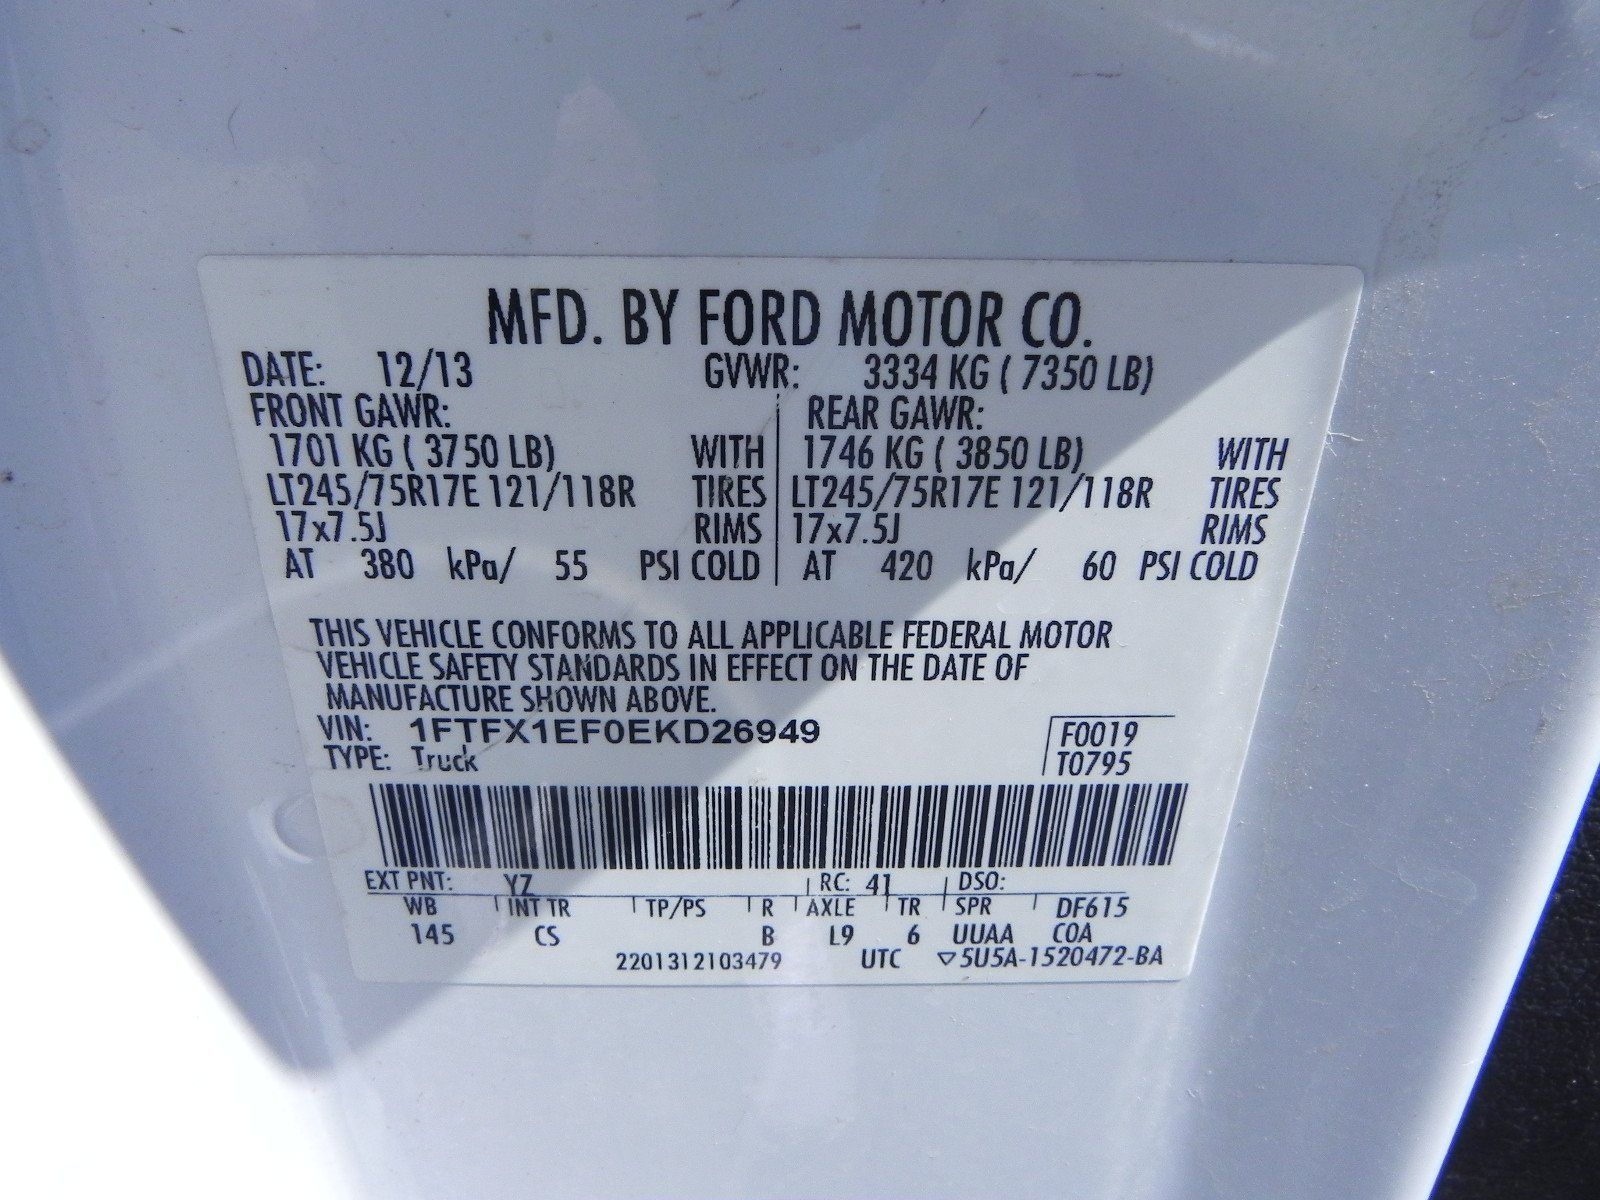 MFD. BY FORD MOTOR CO.
DATE: 12/13 GVWR: 3334 KG ( 7350 LB)
FRONT GAWR: REAR GAWR:
1701 KG ( 3750 LB) WITH 1746 KG ( 3850 LB) WITH
LT245/75R17E 121/118R TIRES LT245/75R17E 121/118R TIRES
17x7.5J RIMS 17x7.5J RIMS
AT 380 kPa/ 55 PSI COLD AT 420 kPa/ 60 PSI COLD
THIS VEHICLE CONFORMS TO ALL APPLICABLE FEDERAL MOTOR
VEHICLE SAFETY STANDARDS IN EFFECT ON THE DATE OF
MANUFACTURE SHOWN ABOVE.
VIN: 1FTFX1EF0EKD26949 F0019
TYPE: Truck T0795
EXT PNT: YZ RC: 41 DSO:
WB INT TR TP/PS R AXLE TR SPR DF615
145 CS B L9 6 UUAA COA
2201312103479 UTC ▽5U5A-1520472-BA